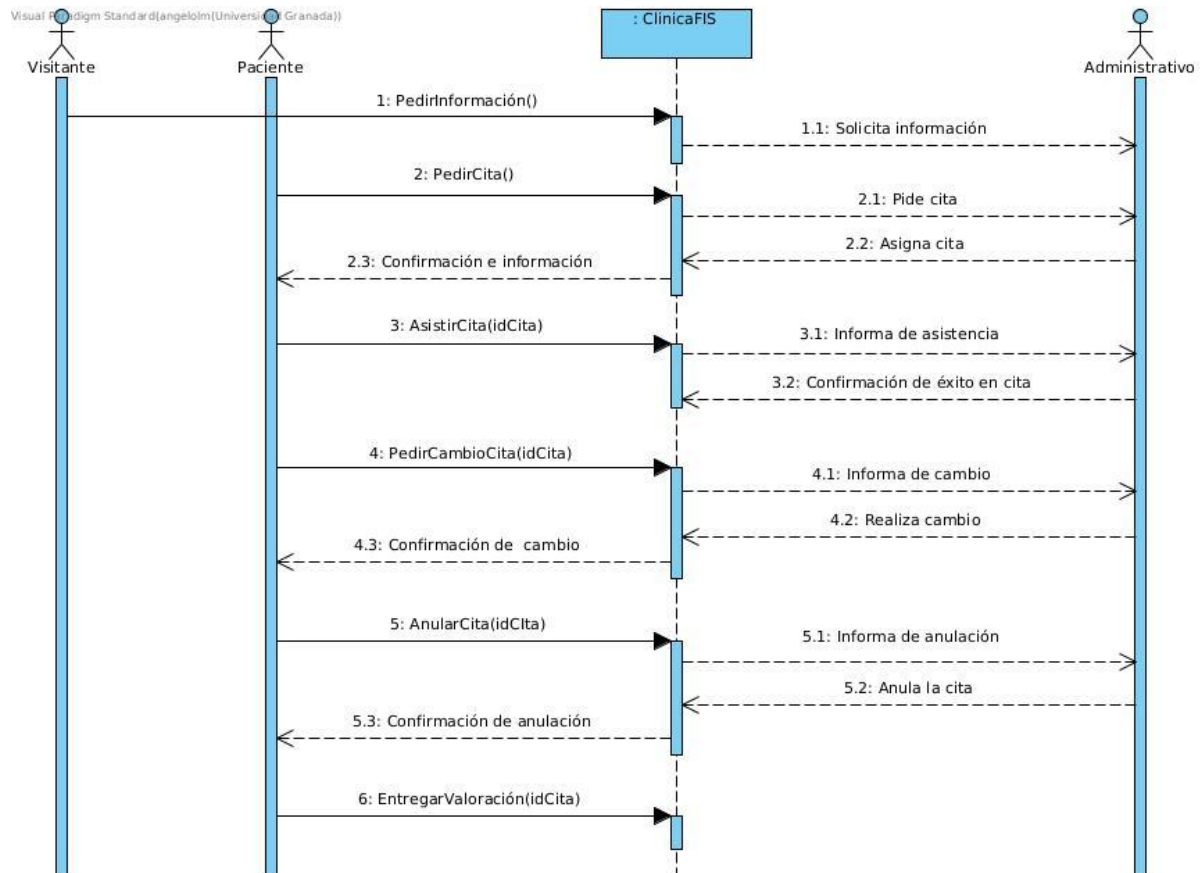 Visual Paradigm Standard(angelolm(Universidad Granada))
Visitante
Paciente
: ClinicaFIS
Administrativo
1: PedirInformación()
1.1: Solicita información
2: PedirCita()
2.1: Pide cita
2.2: Asigna cita
2.3: Confirmación e información
3: AsistirCita(idCita)
3.1: Informa de asistencia
3.2: Confirmación de éxito en cita
4: PedirCambioCita(idCita)
4.1: Informa de cambio
4.2: Realiza cambio
4.3: Confirmación de cambio
5: AnularCita(idCIta)
5.1: Informa de anulación
5.2: Anula la cita
5.3: Confirmación de anulación
6: EntregarValoración(idCita)